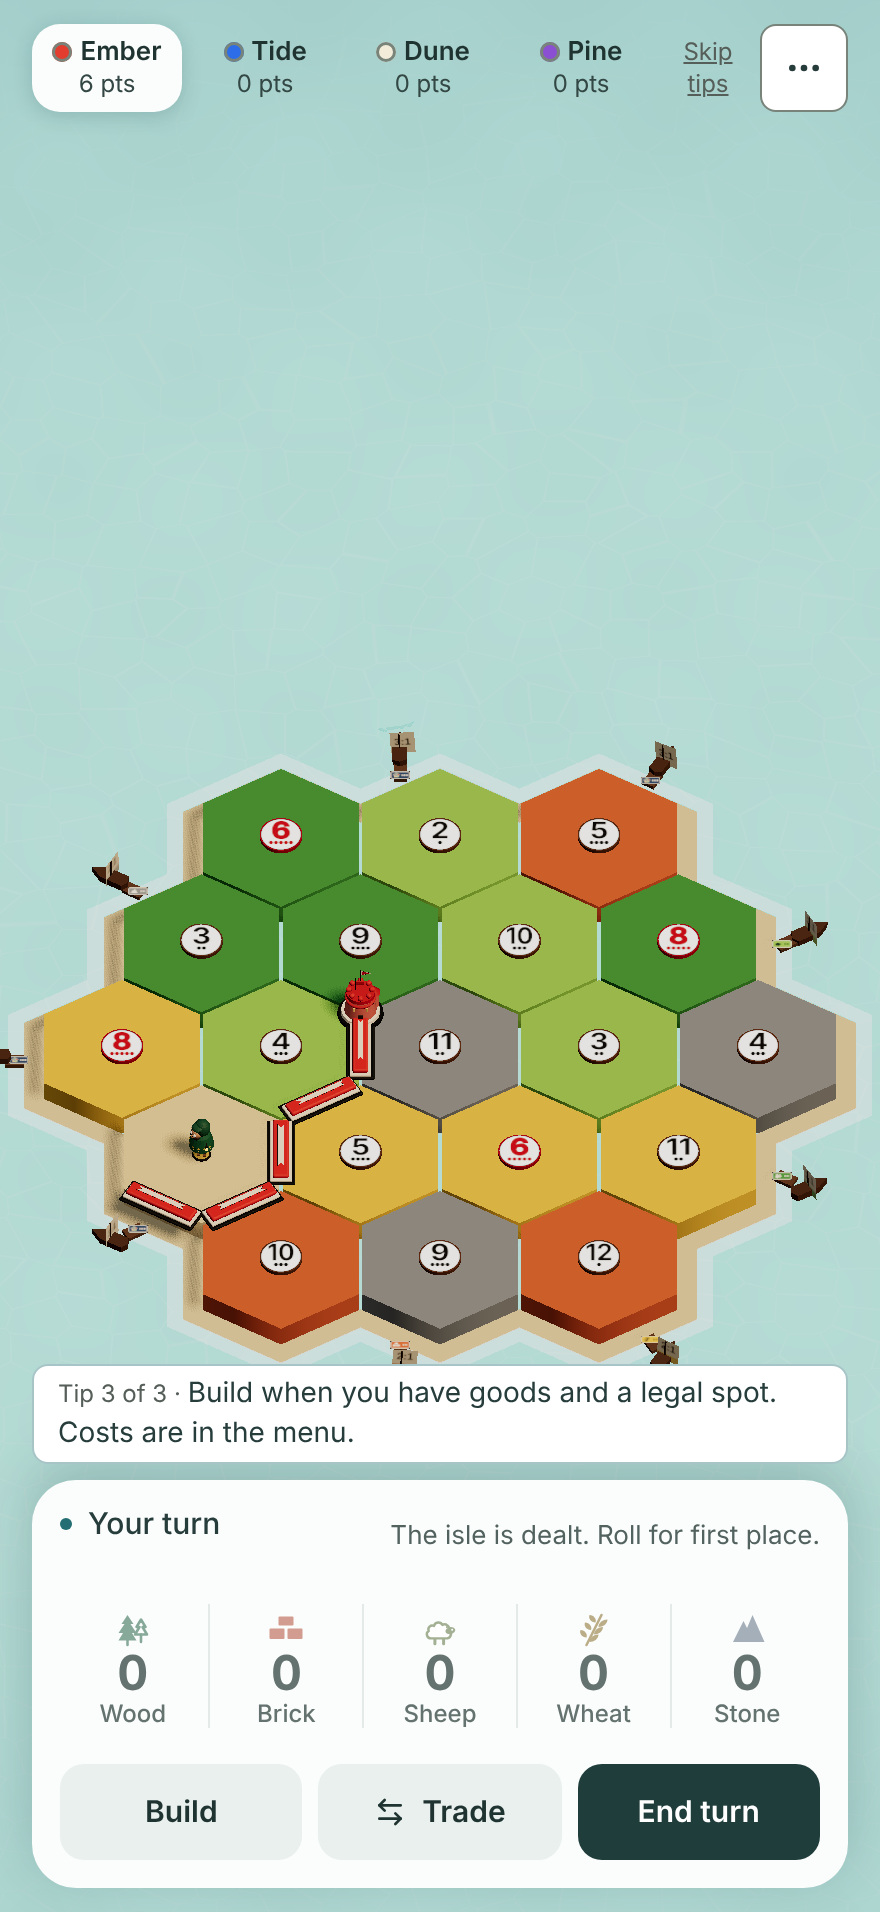 Ember
6 pts
Tide
0 pts
Dune
0 pts
Pine
0 pts
Skip
tips
6
2
5
3
9
10
8
8
4
11
3
4
5
6
11
10
9
12
Tip 3 of 3 · Build when you have goods and a legal spot.
Costs are in the menu.
Your turn
The isle is dealt. Roll for first place.
0
Wood
0
Brick
0
Sheep
0
Wheat
0
Stone
Build
Trade
End turn